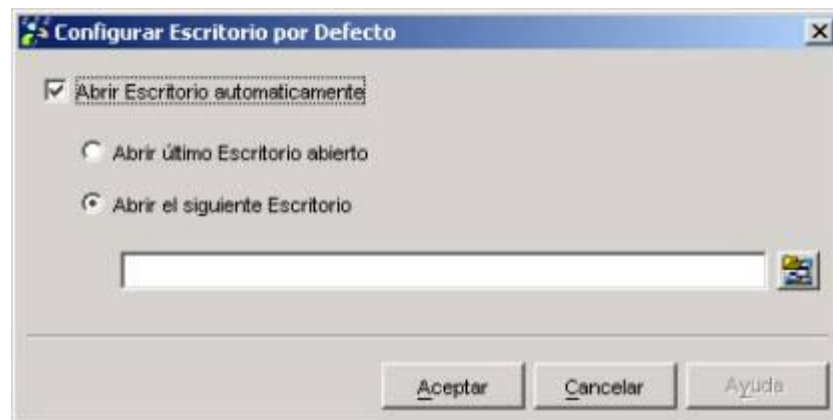 Configurar Escritorio por Defecto
Abrir Escritorio automaticamente
Abrir último Escritorio abierto
Abrir el siguiente Escritorio
Aceptar Cancelar Ayuda